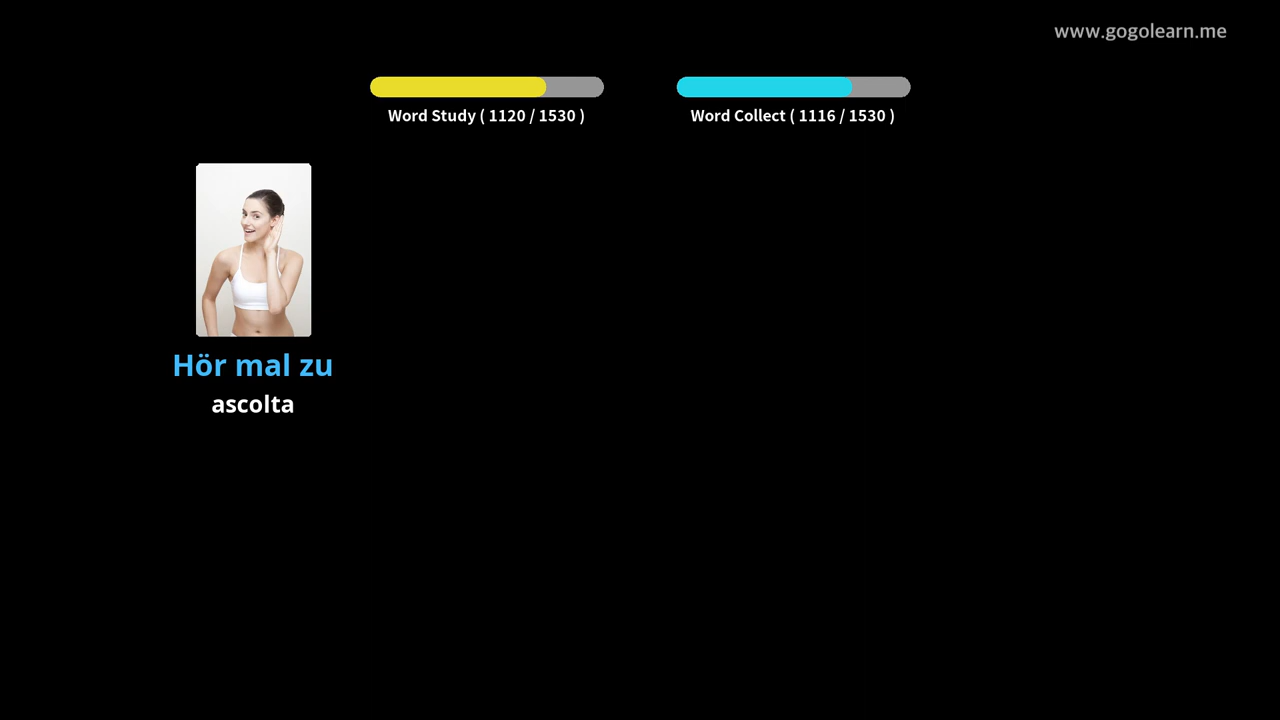 www.gogolearn.me
Word Study ( 1120 / 1530 )
Word Collect ( 1116 / 1530 )
Hör mal zu
ascolta